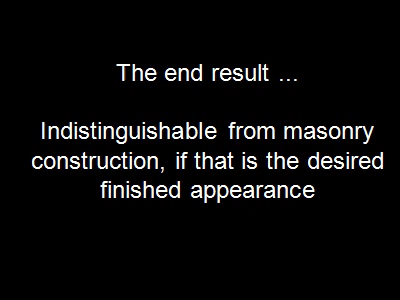 The end result ...
Indistinguishable from masonry
construction, if that is the desired
finished appearance